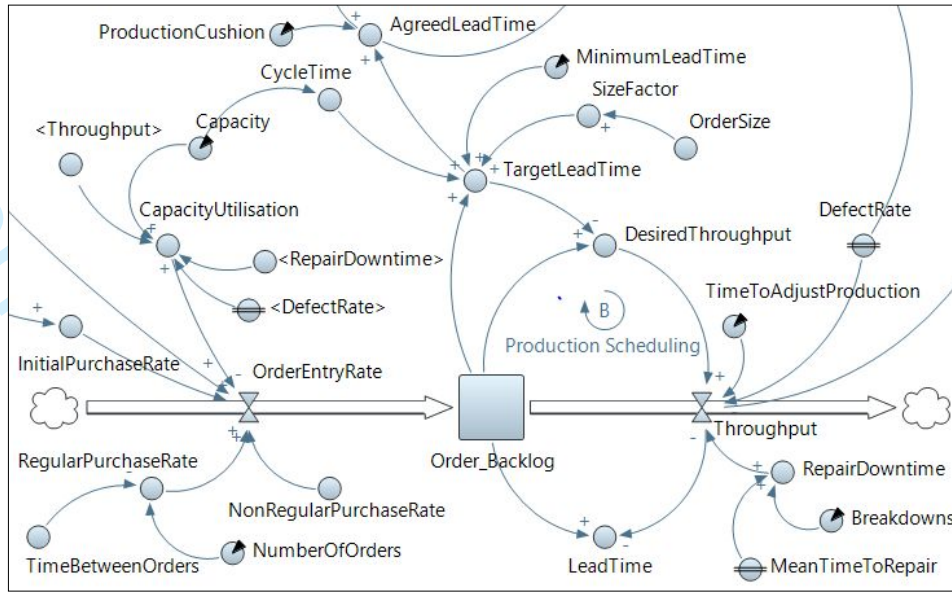 AgreedLeadTime
ProductionCushion
MinimumLeadTime
CycleTime
SizeFactor
<Throughput>
Capacity
OrderSize
TargetLeadTime
CapacityUtilisation
DefectRate
DesiredThroughput
<RepairDowntime>
TimeToAdjustProduction
<DefectRate>
B
Production Scheduling
InitialPurchaseRate
OrderEntryRate
Throughput
Order_Backlog
RegularPurchaseRate
RepairDowntime
NonRegularPurchaseRate
Breakdowns
NumberOfOrders
TimeBetweenOrders
LeadTime
MeanTimeToRepair